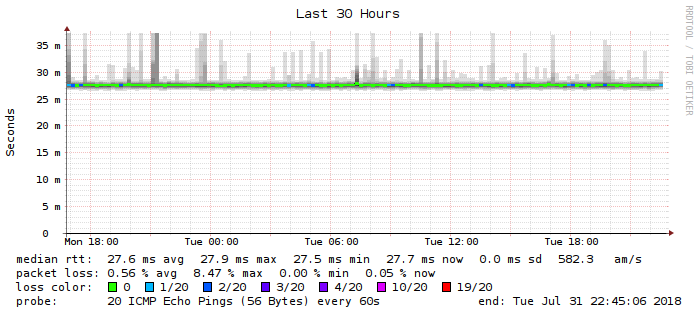 Last 30 Hours
RRDTOOL / TOBI OETIKER
Seconds
35 m
30 m
25 m
20 m
15 m
10 m
5 m
0
Mon 18:00 Tue 00:00 Tue 06:00 Tue 12:00 Tue 18:00
median rtt: 27.6 ms avg 27.9 ms max 27.5 ms min 27.7 ms now 0.0 ms sd 582.3 am/s
packet loss: 0.56 % avg 8.47 % max 0.00 % min 0.05 % now
loss color: 0 1/20 2/20 3/20 4/20 10/20 19/20
probe: 20 ICMP Echo Pings (56 Bytes) every 60s end: Tue Jul 31 22:45:06 2018